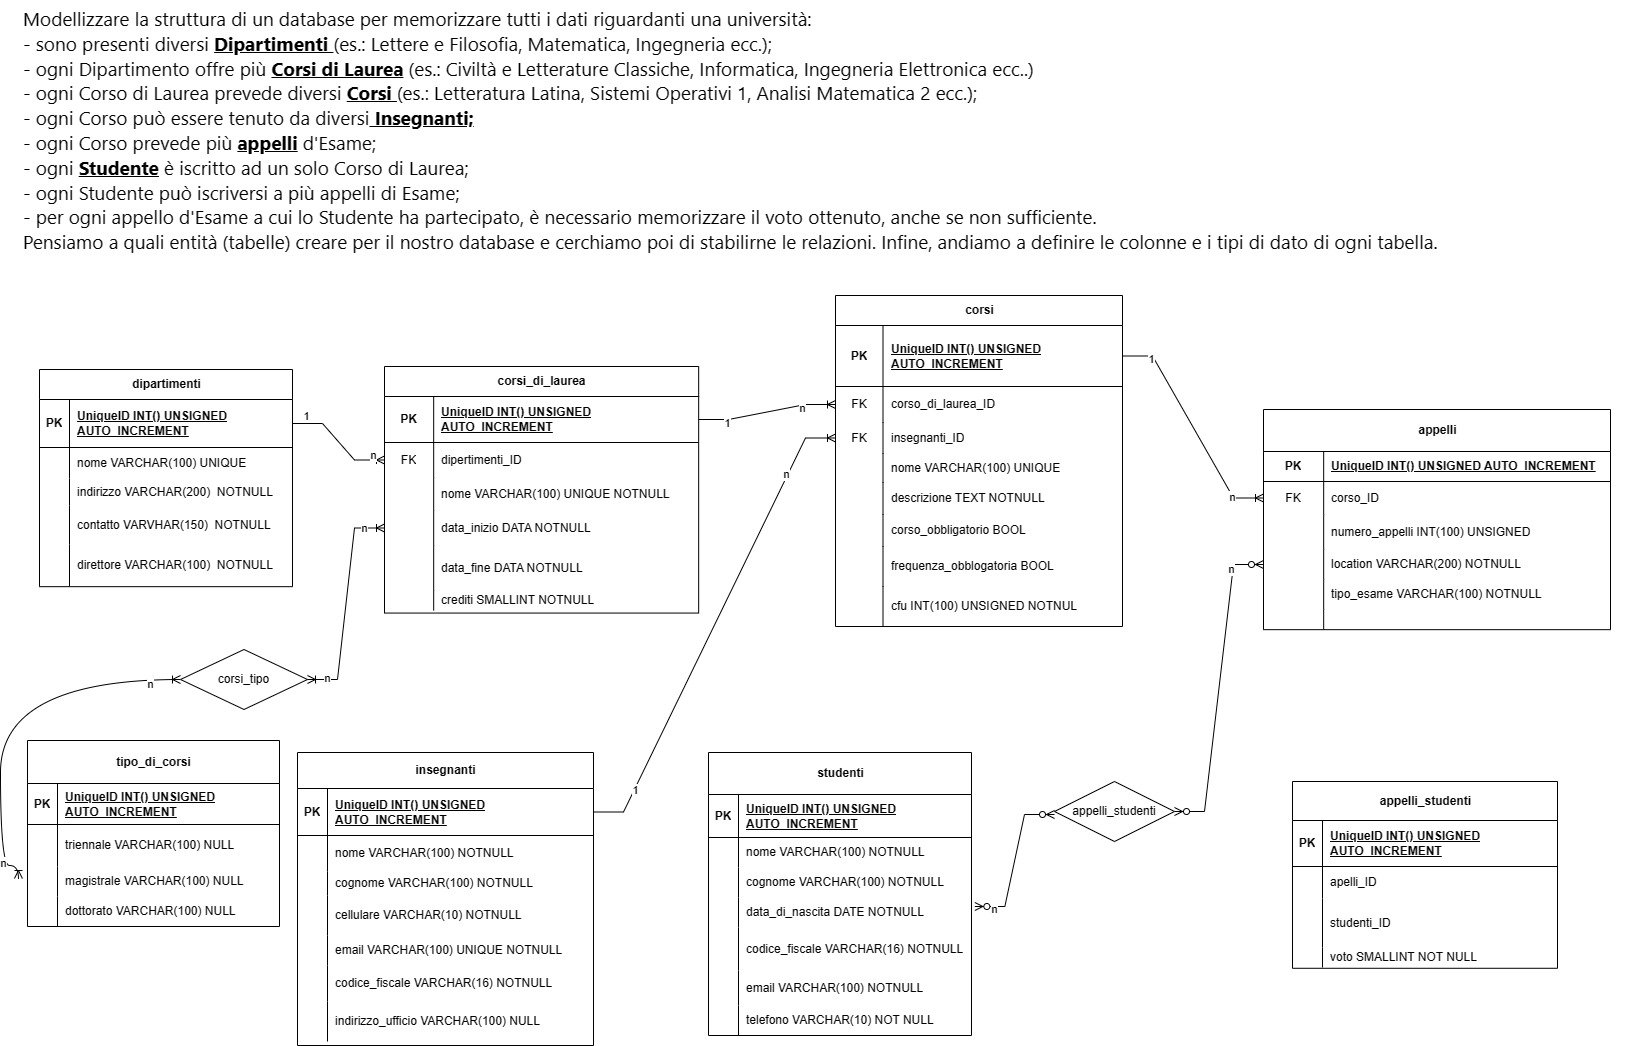 Modellizzare la struttura di un database per memorizzare tutti i dati riguardanti una università:
- sono presenti diversi Dipartimenti (es.: Lettere e Filosofia, Matematica, Ingegneria ecc.);
- ogni Dipartimento offre più Corsi di Laurea (es.: Civiltà e Letterature Classiche, Informatica, Ingegneria Elettronica ecc..)
- ogni Corso di Laurea prevede diversi Corsi (es.: Letteratura Latina, Sistemi Operativi 1, Analisi Matematica 2 ecc.);
- ogni Corso può essere tenuto da diversi Insegnanti;
- ogni Corso prevede più appelli d'Esame;
- ogni Studente è iscritto ad un solo Corso di Laurea;
- ogni Studente può iscriversi a più appelli di Esame;
- per ogni appello d'Esame a cui lo Studente ha partecipato, è necessario memorizzare il voto ottenuto, anche se non sufficiente.
Pensiamo a quali entità (tabelle) creare per il nostro database e cerchiamo poi di stabilirne le relazioni. Infine, andiamo a definire le colonne e i tipi di dato di ogni tabella.
dipartimenti
PK UniqueID INT() UNSIGNED
AUTO_INCREMENT
nome VARCHAR(100) UNIQUE
indirizzo VARCHAR(200) NOTNULL
contatto VARVHAR(150) NOTNULL
direttore VARCHAR(100) NOTNULL
1
n
corsi_di_laurea
PK UniqueID INT() UNSIGNED
AUTO_INCREMENT
FK dipertimenti_ID
nome VARCHAR(100) UNIQUE NOTNULL
data_inizio DATA NOTNULL
data_fine DATA NOTNULL
crediti SMALLINT NOTNULL
n
1
n
corsi
PK UniqueID INT() UNSIGNED
AUTO_INCREMENT
FK corso_di_laurea_ID
FK insegnanti_ID
nome VARCHAR(100) UNIQUE
descrizione TEXT NOTNULL
corso_obbligatorio BOOL
frequenza_obblogatoria BOOL
cfu INT(100) UNSIGNED NOTNUL
n
1
n
appelli
PK UniqueID INT() UNSIGNED AUTO_INCREMENT
FK corso_ID
numero_appelli INT(100) UNSIGNED
location VARCHAR(200) NOTNULL
tipo_esame VARCHAR(100) NOTNULL
n
n
corsi_tipo
n
n
tipo_di_corsi
PK UniqueID INT() UNSIGNED
AUTO_INCREMENT
triennale VARCHAR(100) NULL
magistrale VARCHAR(100) NULL
dottorato VARCHAR(100) NULL
insegnanti
PK UniqueID INT() UNSIGNED
AUTO_INCREMENT
nome VARCHAR(100) NOTNULL
cognome VARCHAR(100) NOTNULL
cellulare VARCHAR(10) NOTNULL
email VARCHAR(100) UNIQUE NOTNULL
codice_fiscale VARCHAR(16) NOTNULL
indirizzo_ufficio VARCHAR(100) NULL
1
studenti
PK UniqueID INT() UNSIGNED
AUTO_INCREMENT
nome VARCHAR(100) NOTNULL
cognome VARCHAR(100) NOTNULL
data_di_nascita DATE NOTNULL
codice_fiscale VARCHAR(16) NOTNULL
email VARCHAR(100) NOTNULL
telefono VARCHAR(10) NOT NULL
n
appelli_studenti
appelli_studenti
PK UniqueID INT() UNSIGNED
AUTO_INCREMENT
apelli_ID
studenti_ID
voto SMALLINT NOT NULL